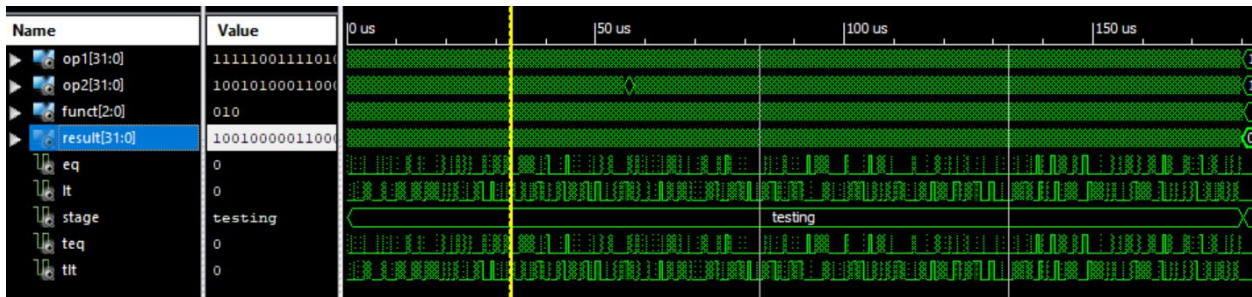 Name Value 0 us 50 us 100 us 150 us
op1[31:0] 1111100111101
op2[31:0] 1001010001100
funct[2:0] 010
result[31:0] 1001000001100
eq 0
lt 0
stage testing testing
teq 0
tlt 0